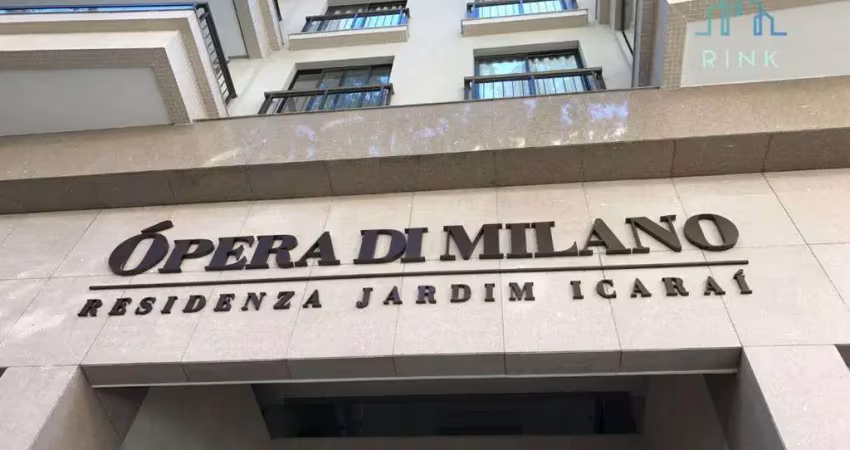 RINK
ÓPERA DI MILANO
RESIDENZA JARDIM ICARAÍ